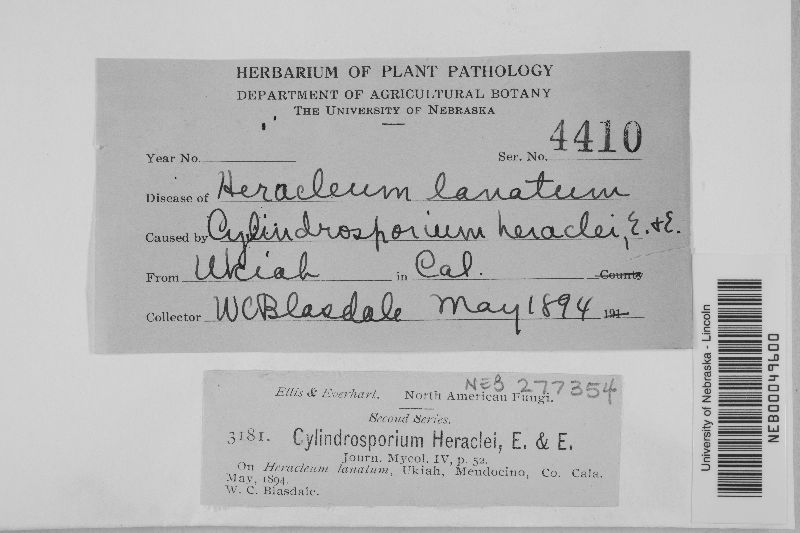 HERBARIUM OF PLANT PATHOLOGY
DEPARTMENT OF AGRICULTURAL BOTANY
THE UNIVERSITY OF NEBRASKA
Year No. Ser. No. 4410
Disease of Heracleum lanatum
Caused by Cylindrosporium heraclei, E. & E.
From Ukiah in Cal. County
Collector W C Blasdale May 1894 191
NEB 277354
Ellis & Everhart. North American Fungi.
Second Series.
3181. Cylindrosporium Heraclei, E. & E.
Journ. Mycol. IV, p. 52.
On Heracleum lanatum, Ukiah, Mendocino, Co. Cala.
May, 1894.
W. C. Blasdale.
University of Nebraska - Lincoln
NEB00049600